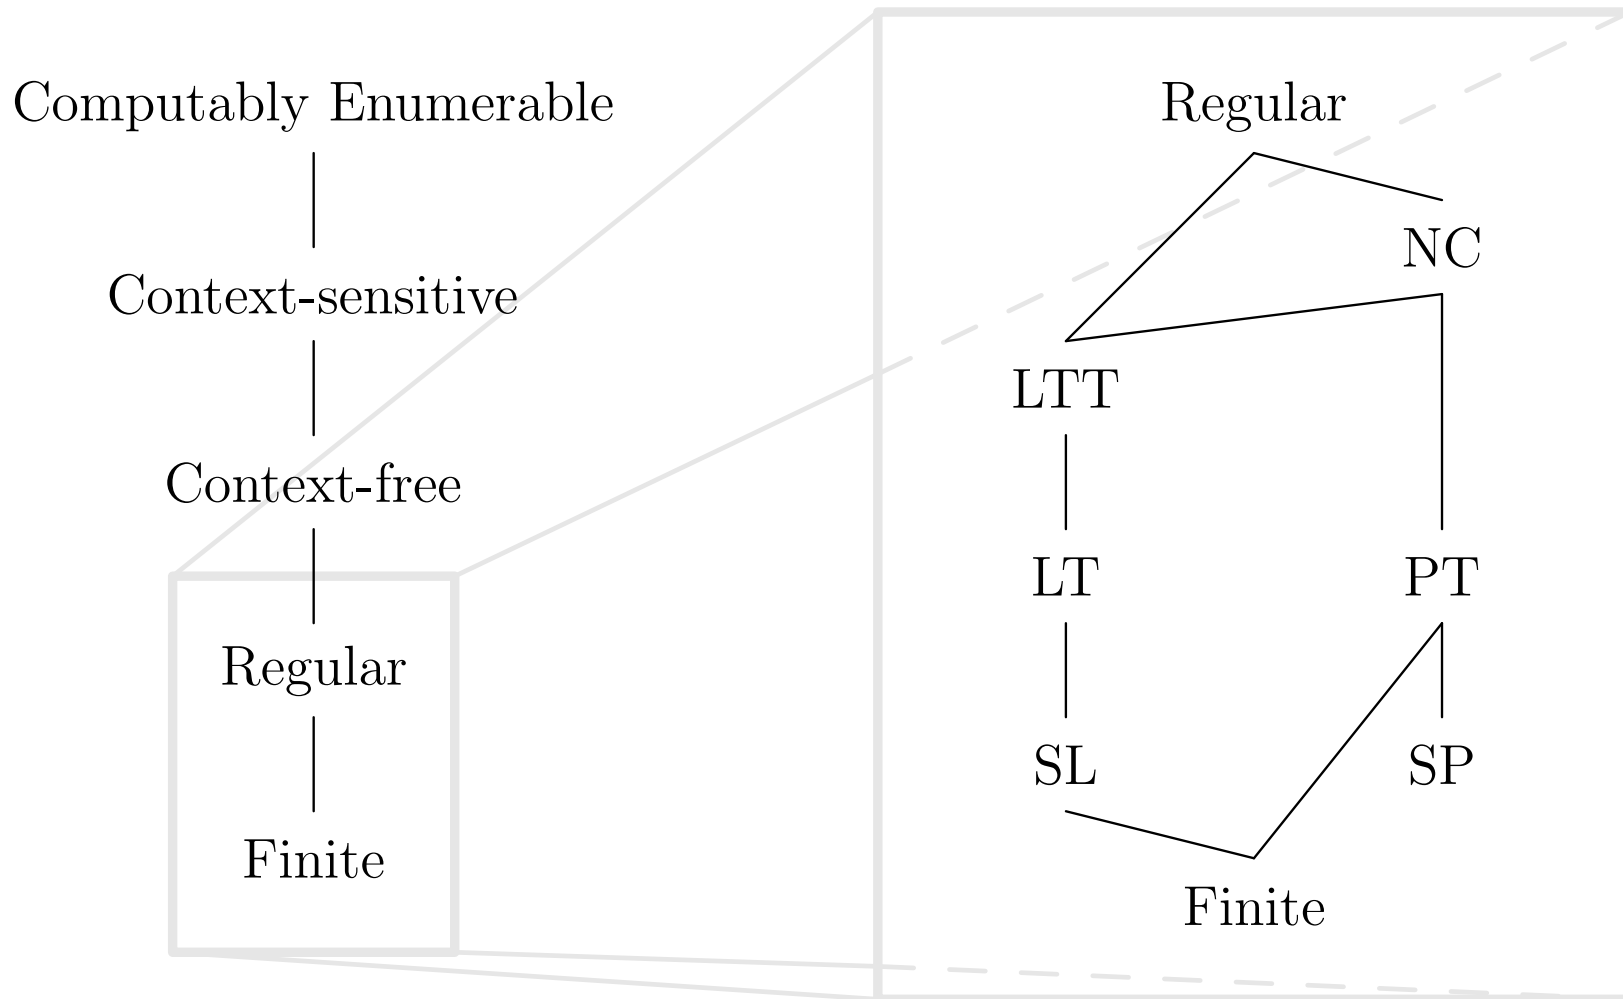 Computably Enumerable
Context-sensitive
Context-free
Regular
Finite
Regular
NC
LTT
LT
PT
SL
SP
Finite